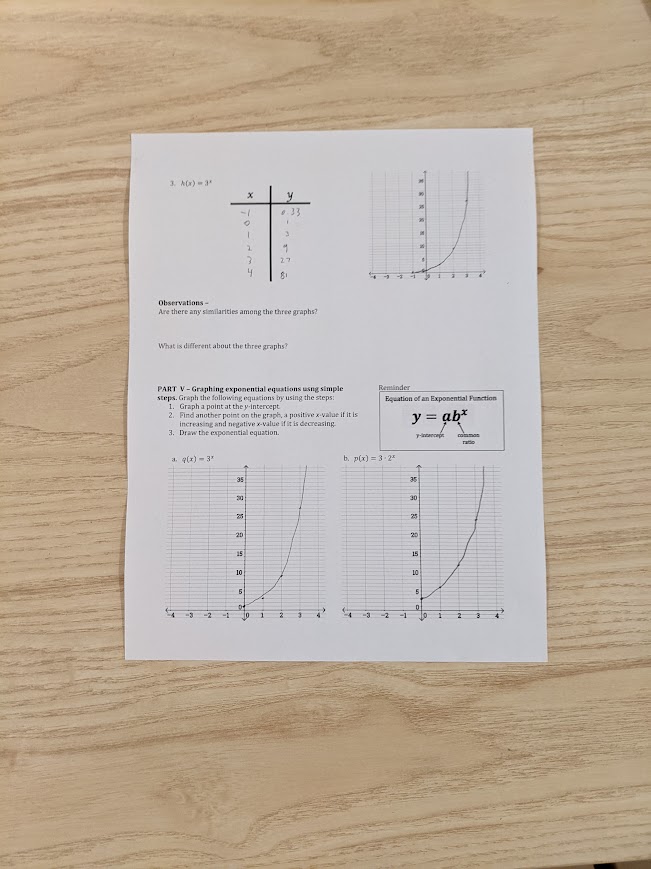 3. h(x) = 3ˣ
x y
-1 0.33
0 1
1 3
2 9
3 27
4 81
35
30
25
20
15
10
5
-4 -3 -2 -1 0 1 2 3 4
Observations –
Are there any similarities among the three graphs?
What is different about the three graphs?
PART V – Graphing exponential equations usng simple
steps. Graph the following equations by using the steps:
1. Graph a point at the y-intercept.
2. Find another point on the graph, a positive x-value if it is
increasing and negative x-value if it is decreasing.
3. Draw the exponential equation.
Reminder
Equation of an Exponential Function
y = abˣ
y-intercept common
ratio
a. q(x) = 3ˣ
35
30
25
20
15
10
5
0
-4 -3 -2 -1 0 1 2 3 4
b. p(x) = 3 · 2ˣ
35
30
25
20
15
10
5
0
-4 -3 -2 -1 0 1 2 3 4